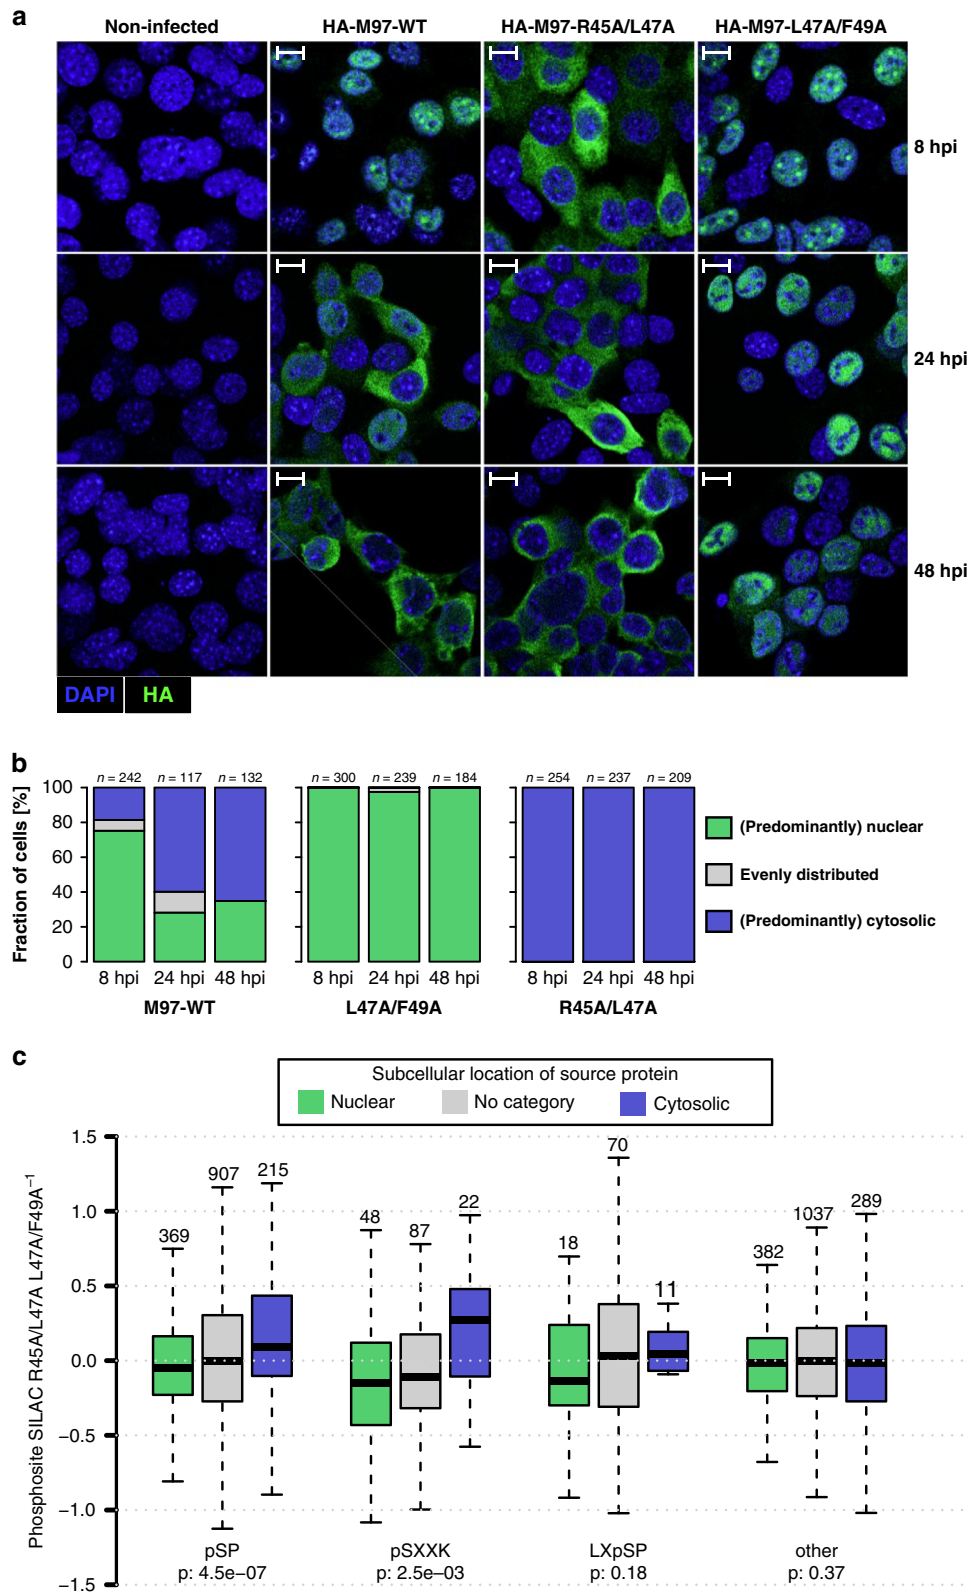 a
Non-infected HA-M97-WT HA-M97-R45A/L47A HA-M97-L47A/F49A
8 hpi
24 hpi
48 hpi
DAPI HA
b
Fraction of cells [%]
100
80
60
40
20
0
n = 242 n = 117 n = 132
8 hpi 24 hpi 48 hpi
M97-WT
n = 300 n = 239 n = 184
8 hpi 24 hpi 48 hpi
L47A/F49A
n = 254 n = 237 n = 209
8 hpi 24 hpi 48 hpi
R45A/L47A
(Predominantly) nuclear
Evenly distributed
(Predominantly) cytosolic
c
Subcellular location of source protein
Nuclear No category Cytosolic
Phosphosite SILAC R45A/L47A L47A/F49A⁻¹
1.5
1.0
0.5
0.0
−0.5
−1.0
−1.5
369 907 215
48 87 22
18 70 11
382 1037 289
pSP pSXXK LXpSP other
p: 4.5e−07 p: 2.5e−03 p: 0.18 p: 0.37